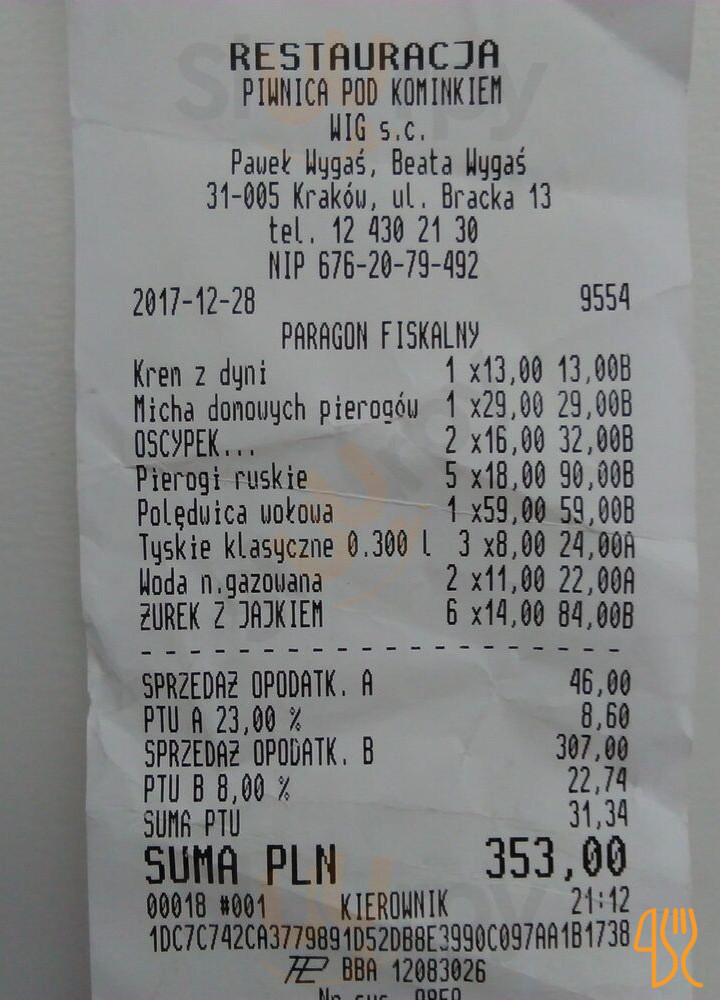 RESTAURACJA
PIWNICA POD KOMINKIEM
WIG s.c.
Paweł Wygaś, Beata Wygaś
31-005 Kraków, ul. Bracka 13
tel. 12 430 21 30
NIP 676-20-79-492
2017-12-28 9554
PARAGON FISKALNY
Krem z dyni 1 x13,00 13,00B
Micha domowych pierogów 1 x29,00 29,00B
OSCYPEK... 2 x16,00 32,00B
Pierogi ruskie 5 x18,00 90,00B
Polędwica wołowa 1 x59,00 59,00B
Tyskie klasyczne 0.300 l 3 x8,00 24,00A
Woda n.gazowana 2 x11,00 22,00A
ŻUREK Z JAJKIEM 6 x14,00 84,00B
SPRZEDAŻ OPODATK. A 46,00
PTU A 23,00 % 8,60
SPRZEDAŻ OPODATK. B 307,00
PTU B 8,00 % 22,74
SUMA PTU 31,34
SUMA PLN 353,00
00018 #001 KIEROWNIK 21:12
1DC7C742CA3779891D52DB8E3990C097AA1B1738
BBA 12083026